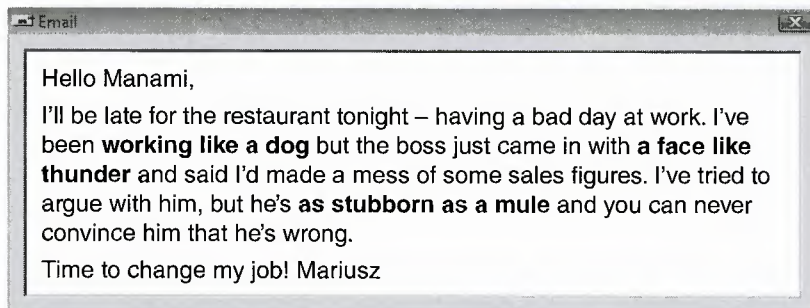 Email
Hello Manami,
I'll be late for the restaurant tonight – having a bad day at work. I've
been working like a dog but the boss just came in with a face like
thunder and said I'd made a mess of some sales figures. I've tried to
argue with him, but he's as stubborn as a mule and you can never
convince him that he's wrong.
Time to change my job! Mariusz